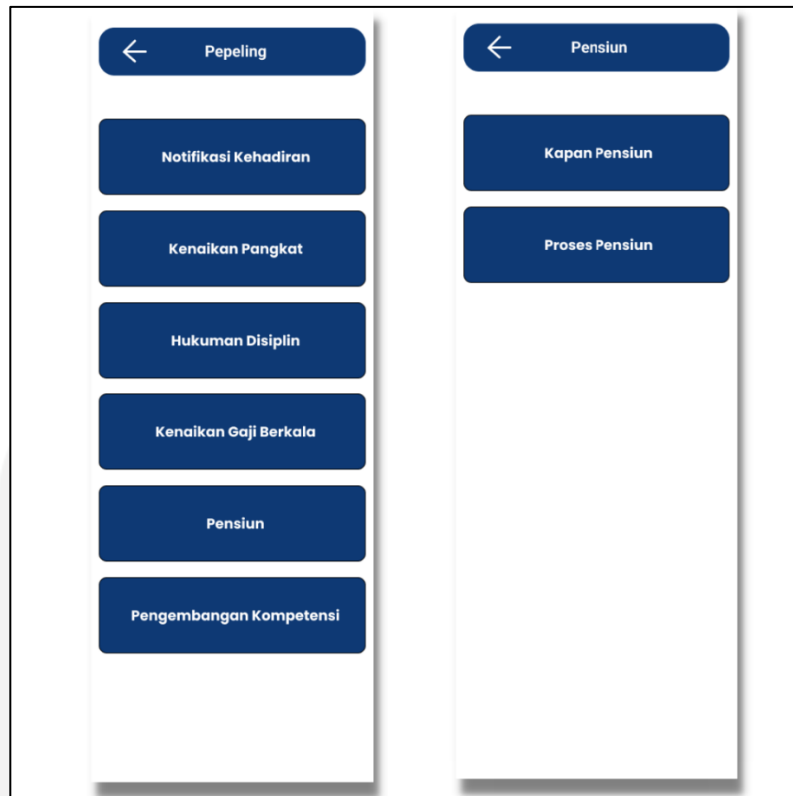 Pepeling
Notifikasi Kehadiran
Kenaikan Pangkat
Hukuman Disiplin
Kenaikan Gaji Berkala
Pensiun
Pengembangan Kompetensi
Pensiun
Kapan Pensiun
Proses Pensiun